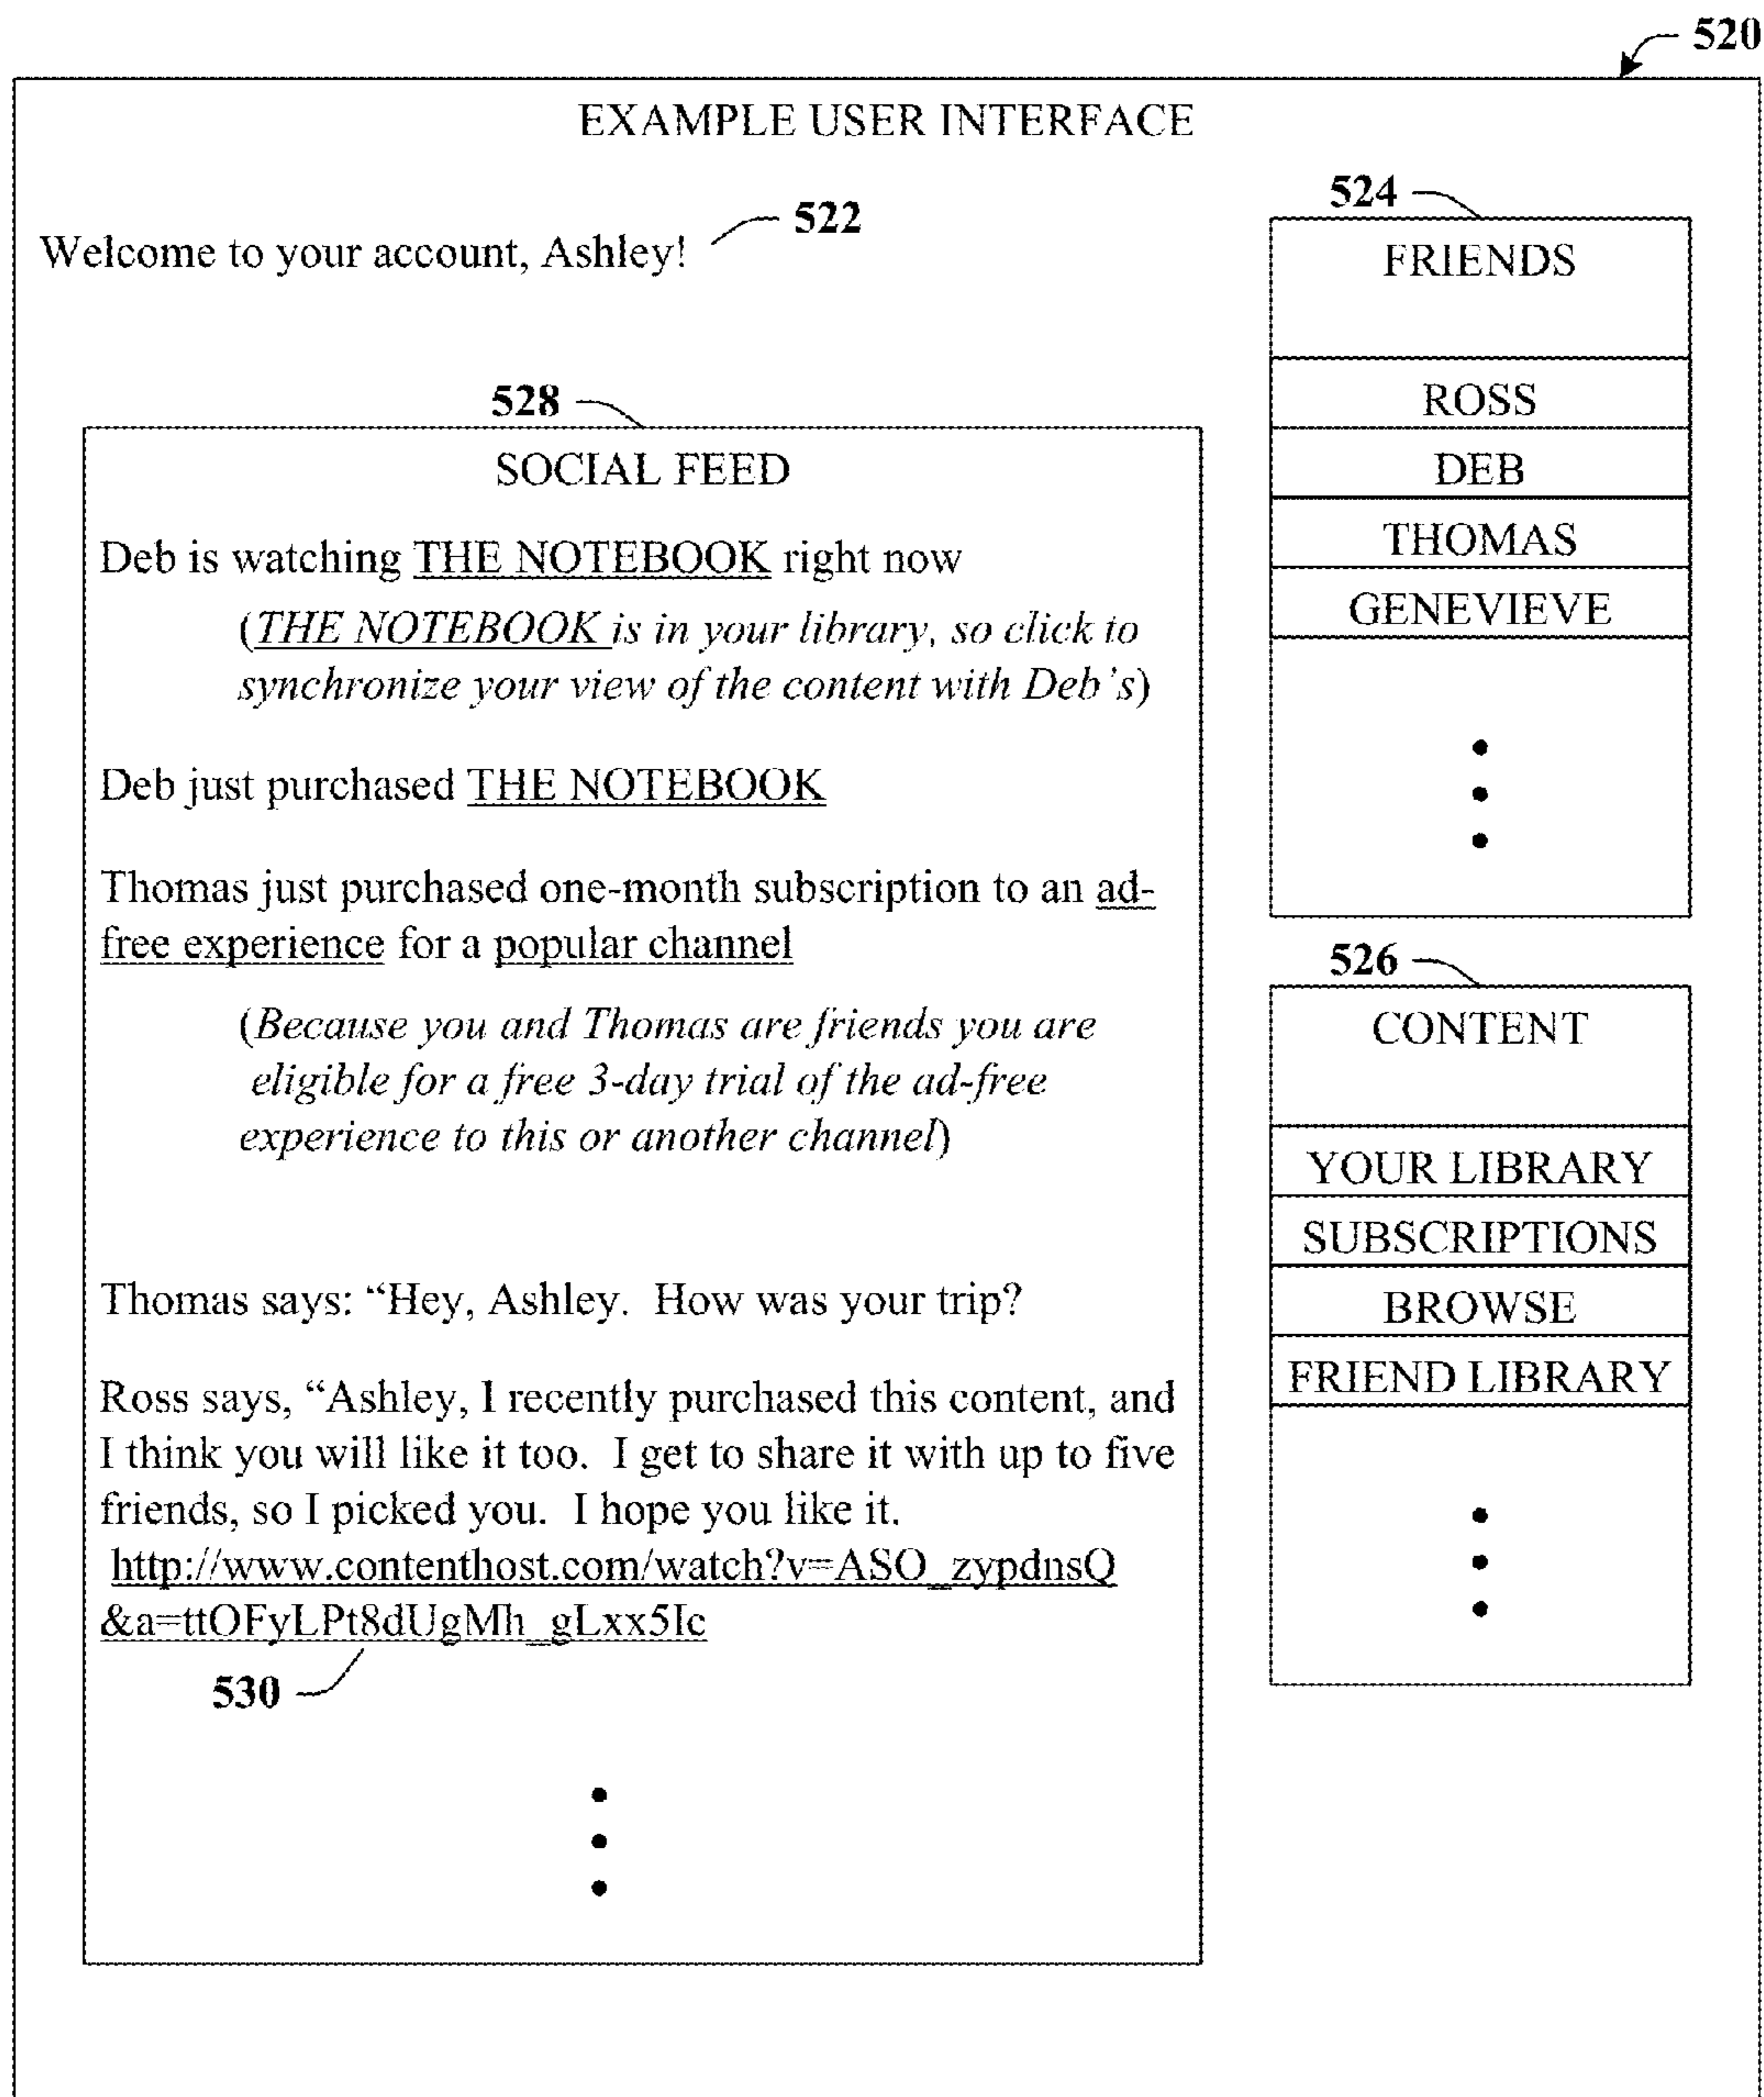 520
EXAMPLE USER INTERFACE
522
Welcome to your account, Ashley!
524
FRIENDS
ROSS
DEB
THOMAS
GENEVIEVE
528
SOCIAL FEED
Deb is watching THE NOTEBOOK right now
(THE NOTEBOOK is in your library, so click to
synchronize your view of the content with Deb's)
Deb just purchased THE NOTEBOOK
Thomas just purchased one-month subscription to an ad-
free experience for a popular channel
(Because you and Thomas are friends you are
eligible for a free 3-day trial of the ad-free
experience to this or another channel)
Thomas says: “Hey, Ashley.  How was your trip?
Ross says, “Ashley, I recently purchased this content, and
I think you will like it too.  I get to share it with up to five
friends, so I picked you.  I hope you like it.
http://www.contenthost.com/watch?v=ASO_zypdnsQ
&a=ttOFyLPt8dUgMh_gLxx5Ic
530
526
CONTENT
YOUR LIBRARY
SUBSCRIPTIONS
BROWSE
FRIEND LIBRARY